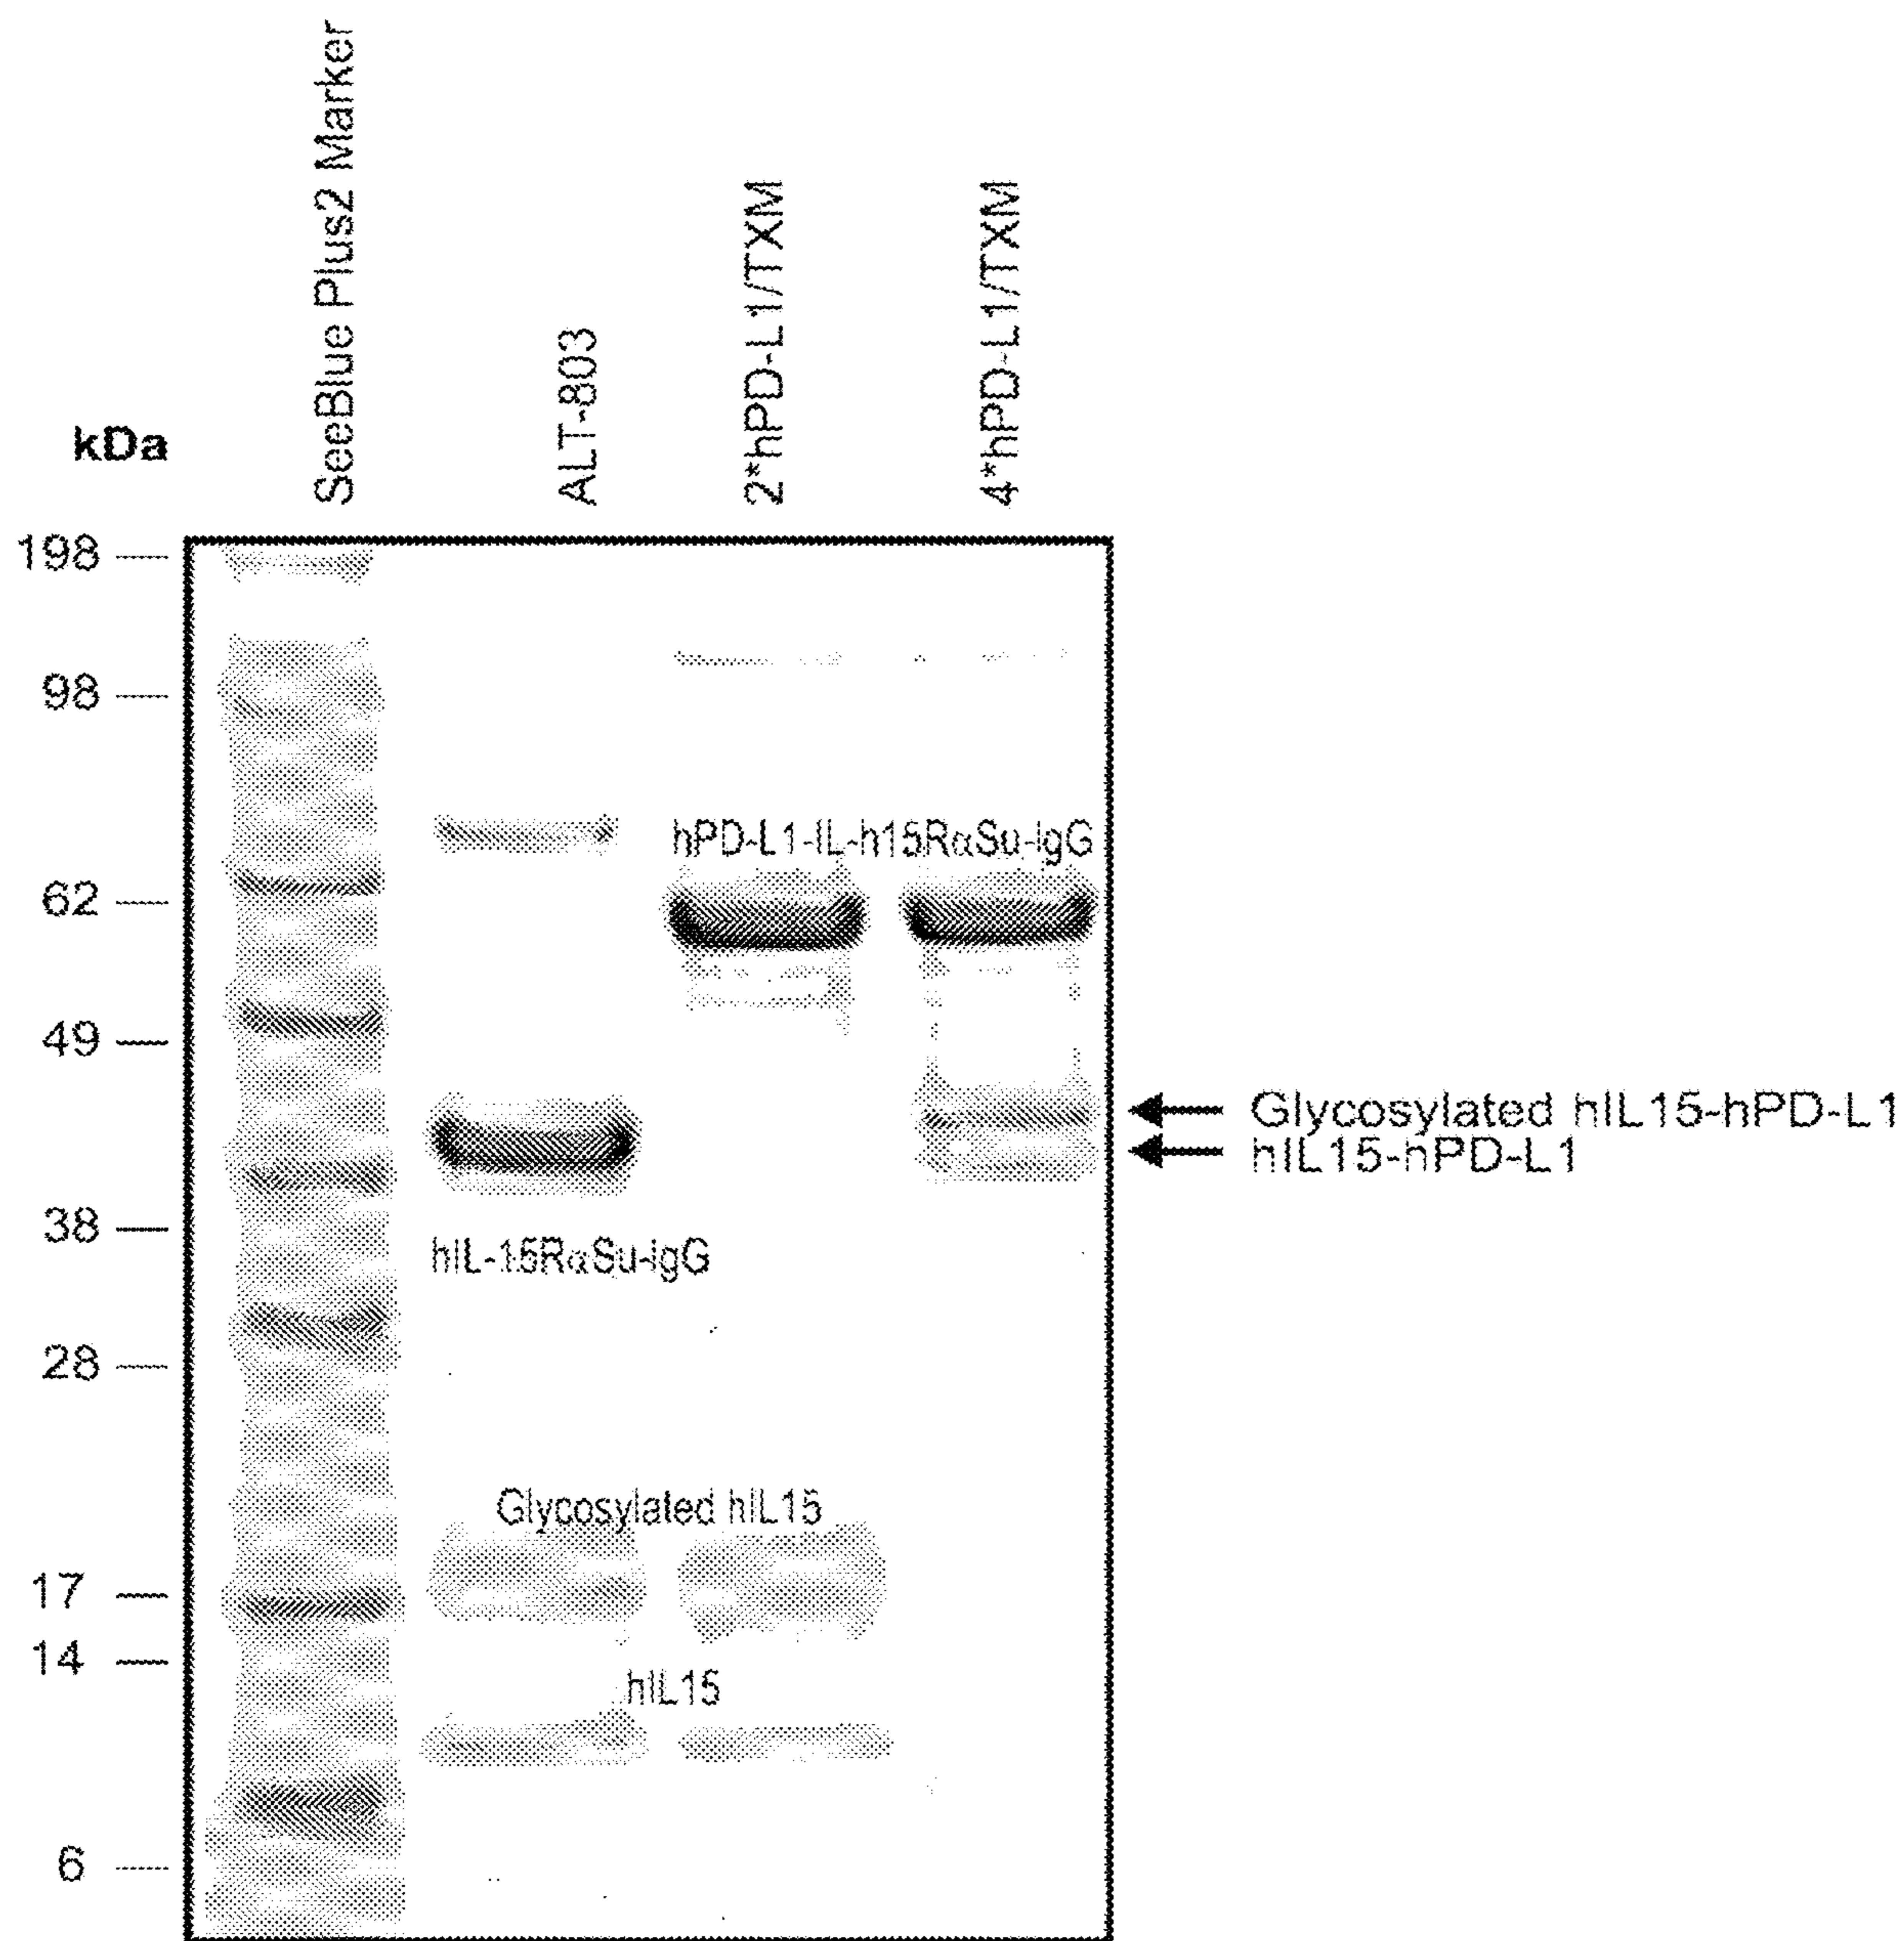 SeeBlue Plus2 Marker
ALT-803
2*hPD-L1/TXM
4*hPD-L1/TXM
kDa
198
98
62
49
38
28
17
14
6
hPD-L1-IL-h15RαSu-IgG
Glycosylated hIL15-hPD-L1
hIL15-hPD-L1
hIL-15RαSu-IgG
Glycosylated hIL15
hIL15